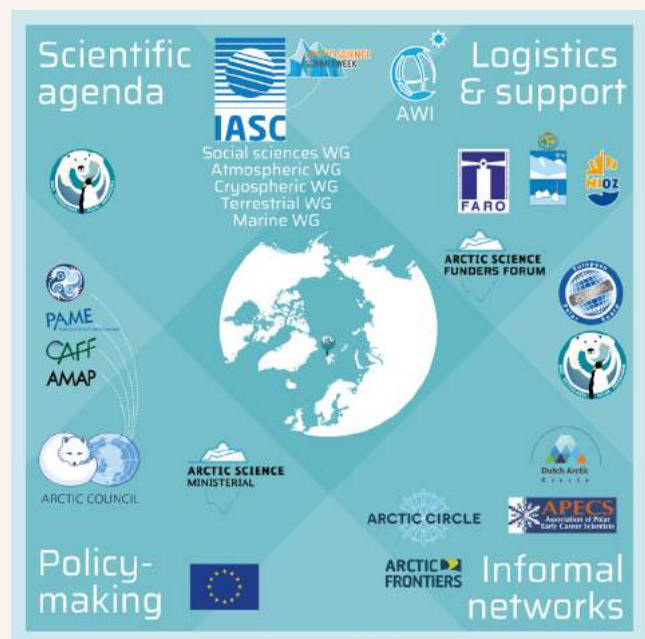 Scientific
agenda
Logistics
& support
SCIENCE
IASC
AWI
Social sciences WG
Atmospheric WG
Cryospheric WG
Terrestrial WG
Marine WG
FARO
NIOZ
ARCTIC SCIENCE
FUNDERS FORUM
European
PAME
CAFF
AMAP
ARCTIC COUNCIL
ARCTIC SCIENCE
MINISTERIAL
Dutch Arctic
Circle
APECS
Association of Polar
Early Career Scientists
ARCTIC CIRCLE
ARCTIC
FRONTIERS
Policy-
making
Informal
networks